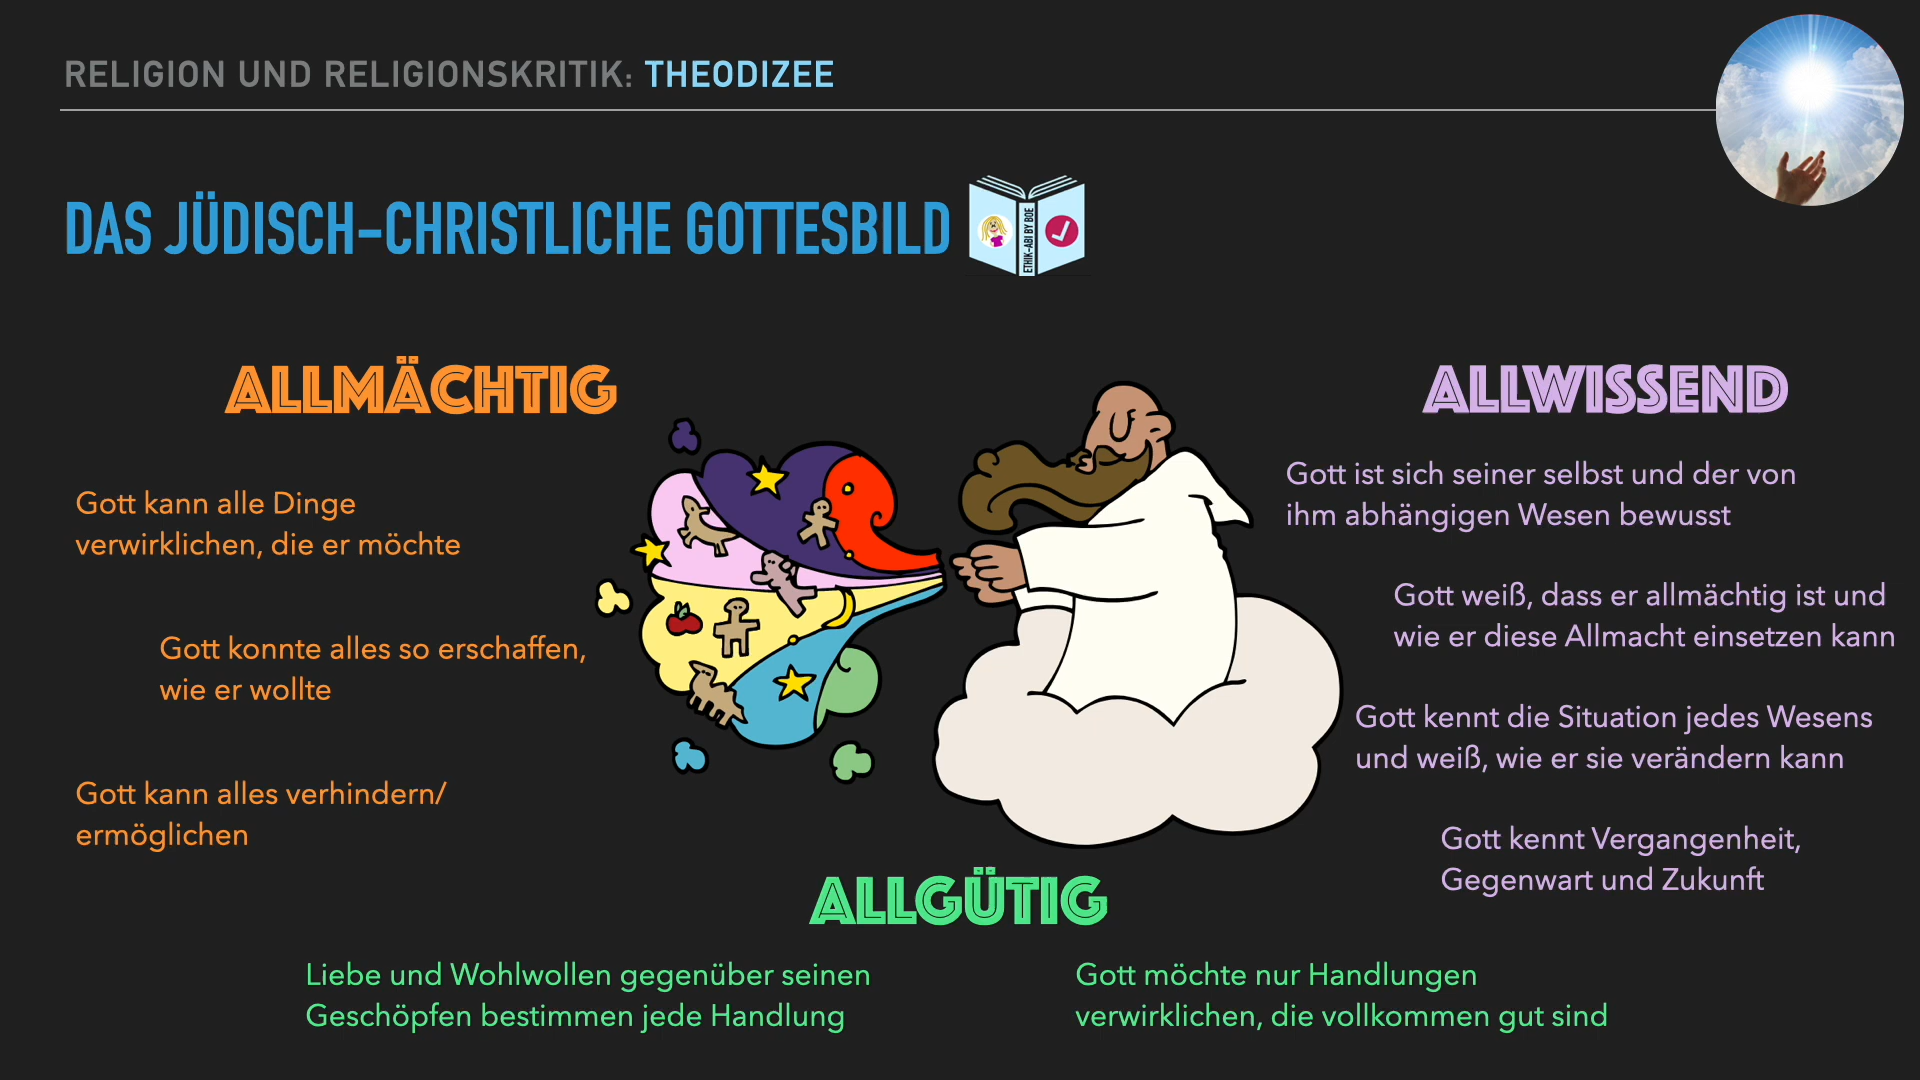 RELIGION UND RELIGIONSKRITIK: THEODIZEE
DAS JÜDISCH-CHRISTLICHE GOTTESBILD
ETHIK-ABI BY BOE
ALLMÄCHTIG
Gott kann alle Dinge
verwirklichen, die er möchte
Gott konnte alles so erschaffen,
wie er wollte
Gott kann alles verhindern/
ermöglichen
ALLWISSEND
Gott ist sich seiner selbst und der von
ihm abhängigen Wesen bewusst
Gott weiß, dass er allmächtig ist und
wie er diese Allmacht einsetzen kann
Gott kennt die Situation jedes Wesens
und weiß, wie er sie verändern kann
Gott kennt Vergangenheit,
Gegenwart und Zukunft
ALLGÜTIG
Liebe und Wohlwollen gegenüber seinen
Geschöpfen bestimmen jede Handlung
Gott möchte nur Handlungen
verwirklichen, die vollkommen gut sind